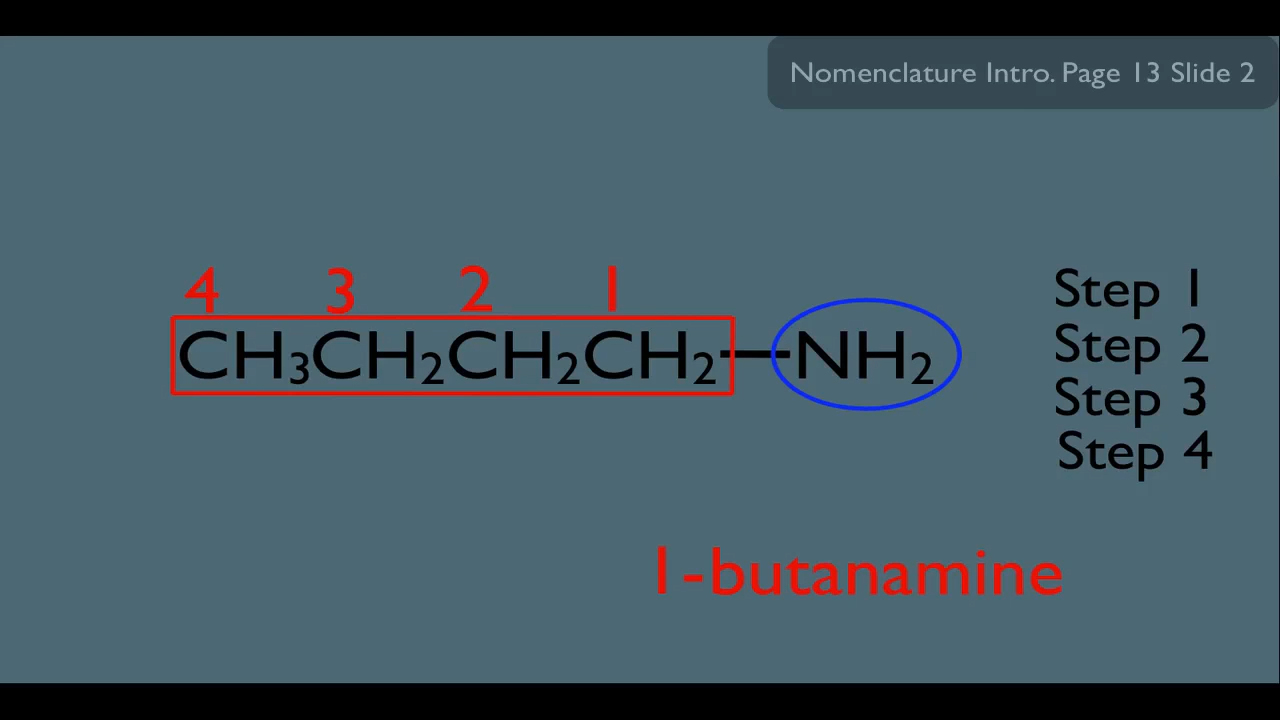 Nomenclature Intro. Page 13 Slide 2
4 3 2 1
CH₃CH₂CH₂CH₂—NH₂
Step 1
Step 2
Step 3
Step 4
1-butanamine